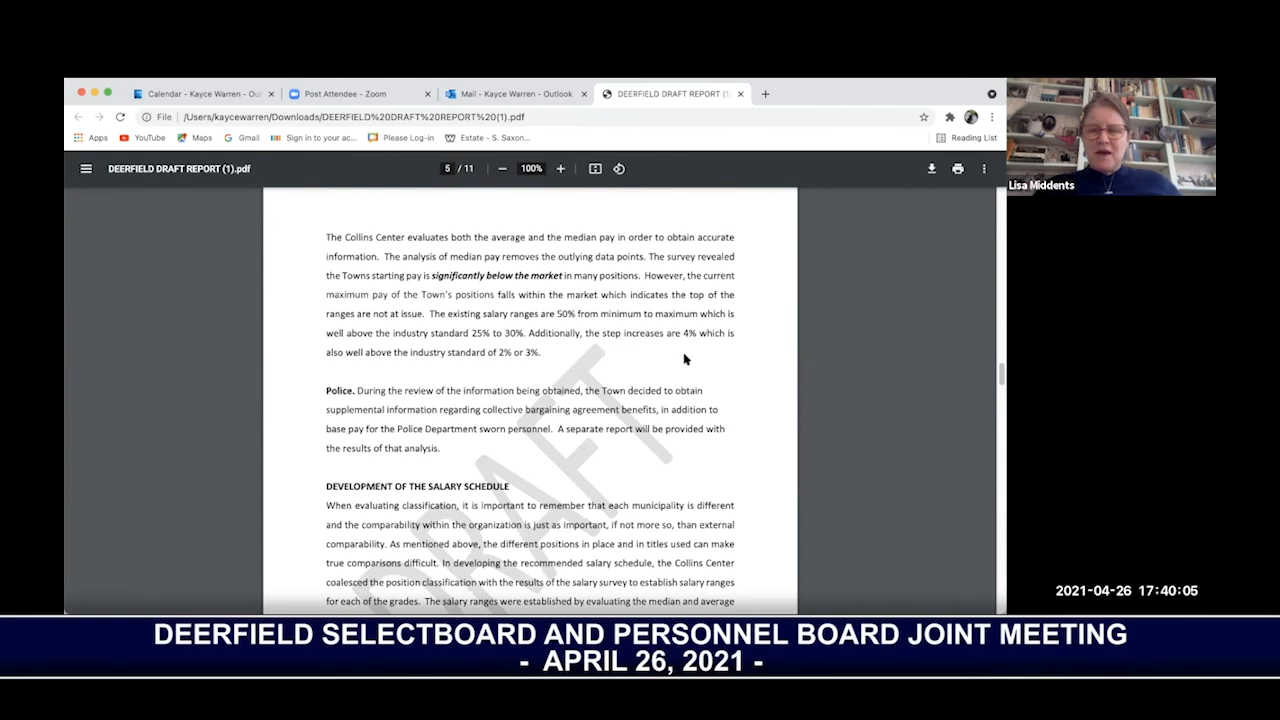 Calendar - Kayce Warren - Out
Post Attendee - Zoom
Mail - Kayce Warren - Outlook
DEERFIELD DRAFT REPORT (1)
File
/Users/kaycewarren/Downloads/DEERFIELD%20DRAFT%20REPORT%20(1).pdf
Apps
YouTube
Maps
Gmail
Sign in to your ac...
Please Log-in
Estate - S. Saxon...
Reading List
DEERFIELD DRAFT REPORT (1).pdf
5 / 11
100%
The Collins Center evaluates both the average and the median pay in order to obtain accurate
information. The analysis of median pay removes the outlying data points. The survey revealed
the Towns starting pay is significantly below the market in many positions. However, the current
maximum pay of the Town's positions falls within the market which indicates the top of the
ranges are not at issue. The existing salary ranges are 50% from minimum to maximum which is
well above the industry standard 25% to 30%. Additionally, the step increases are 4% which is
also well above the industry standard of 2% or 3%.
Police. During the review of the information being obtained, the Town decided to obtain
supplemental information regarding collective bargaining agreement benefits, in addition to
base pay for the Police Department sworn personnel. A separate report will be provided with
the results of that analysis.
DEVELOPMENT OF THE SALARY SCHEDULE
When evaluating classification, it is important to remember that each municipality is different
and the comparability within the organization is just as important, if not more so, than external
comparability. As mentioned above, the different positions in place and in titles used can make
true comparisons difficult. In developing the recommended salary schedule, the Collins Center
coalesced the position classification with the results of the salary survey to establish salary ranges
for each of the grades. The salary ranges were established by evaluating the median and average
DRAFT
Lisa Middents
2021-04-26 17:40:05
DEERFIELD SELECTBOARD AND PERSONNEL BOARD JOINT MEETING
- APRIL 26, 2021 -